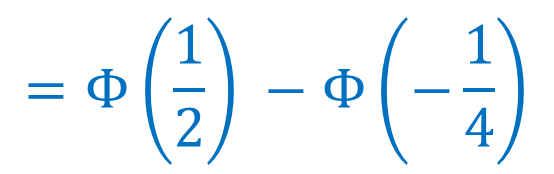 = Φ(1/2) − Φ(−1/4)